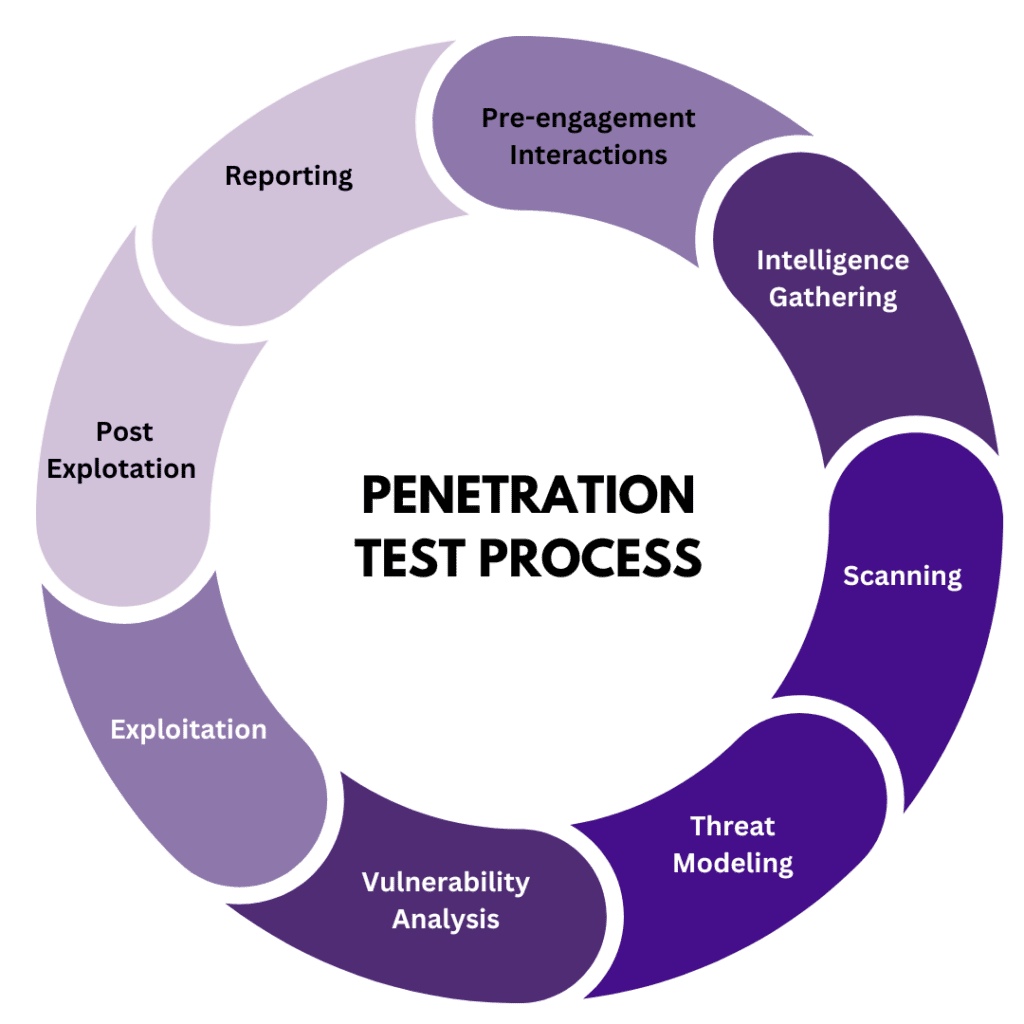 PENETRATION
TEST PROCESS
Pre-engagement
Interactions
Intelligence
Gathering
Scanning
Threat
Modeling
Vulnerability
Analysis
Exploitation
Post
Explotation
Reporting